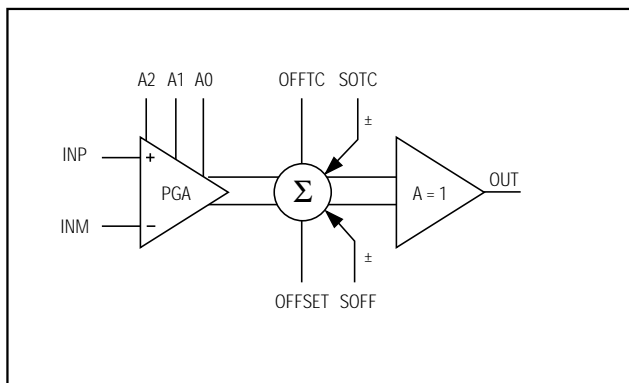 A2 A1 A0 OFFTC SOTC
±
INP + PGA Σ A = 1 OUT
INM −
±
OFFSET SOFF